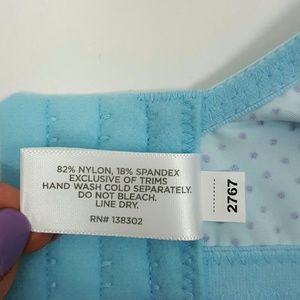 82% NYLON, 18% SPANDEX
EXCLUSIVE OF TRIMS
HAND WASH COLD SEPARATELY.
DO NOT BLEACH.
LINE DRY.
RN# 138302
2767